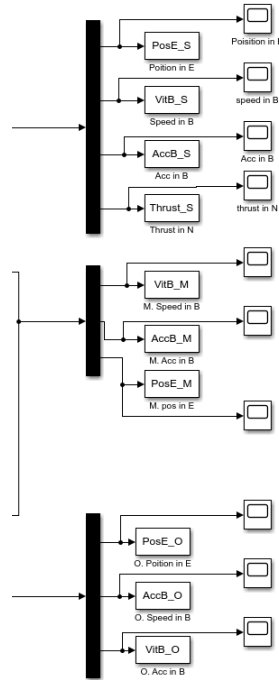 Poisition in
PosE_S
Poition in E
VitB_S
speed in B
Speed in B
AccB_S
Acc in B
Acc in B
Thrust_S
thrust in N
Thrust in N
VitB_M
M. Speed in B
AccB_M
M. Acc in B
PosE_M
M. pos in E
PosE_O
O. Poition in E
AccB_O
O. Speed in B
VitB_O
O. Acc in B